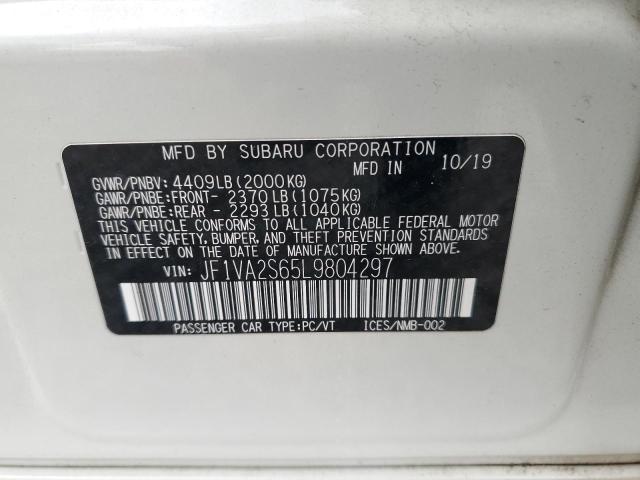 MFD BY SUBARU CORPORATION
MFD IN 10/19
GVWR/PNBV: 4409LB(2000KG)
GAWR/PNBE:FRONT- 2370LB(1075KG)
GAWR/PNBE:REAR - 2293LB(1040KG)
THIS VEHICLE CONFORMS TO ALL APPLICABLE FEDERAL MOTOR
VEHICLE SAFETY, BUMPER, AND THEFT PREVENTION STANDARDS
IN EFFECT ON THE DATE OF MANUFACTURE SHOWN ABOVE.
VIN: JF1VA2S65L9804297
PASSENGER CAR TYPE:PC/VT ICES/NMB-002